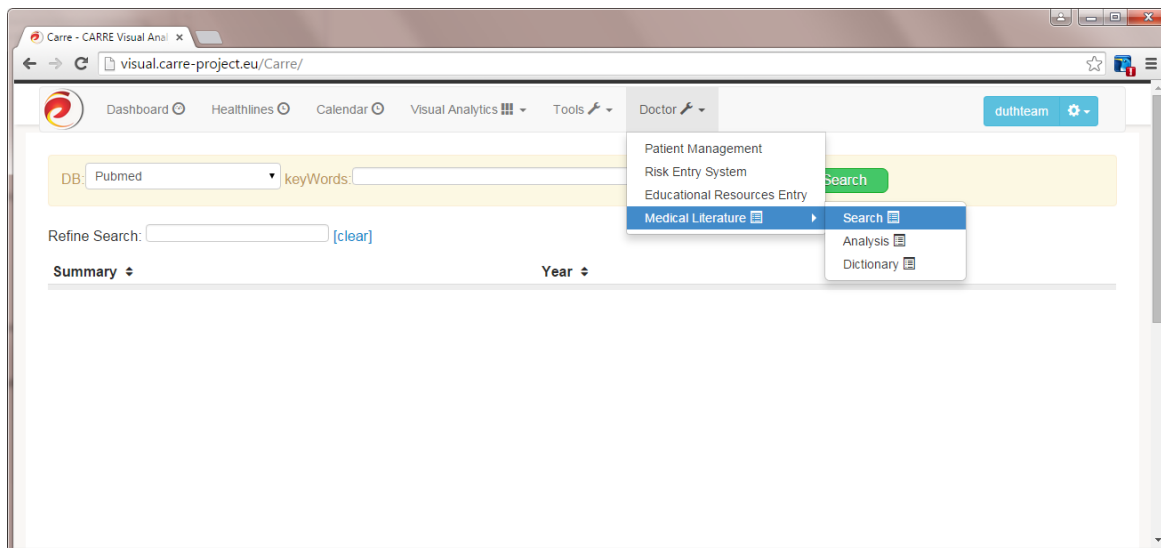 Carre - CARRE Visual Anal
visual.carre-project.eu/Carre/
1
Dashboard Healthlines Calendar Visual Analytics Tools Doctor duthteam
Patient Management
Risk Entry System
Educational Resources Entry
Medical Literature
Search
Analysis
Dictionary
DB: Pubmed keyWords: Search
Refine Search: [clear]
Summary Year